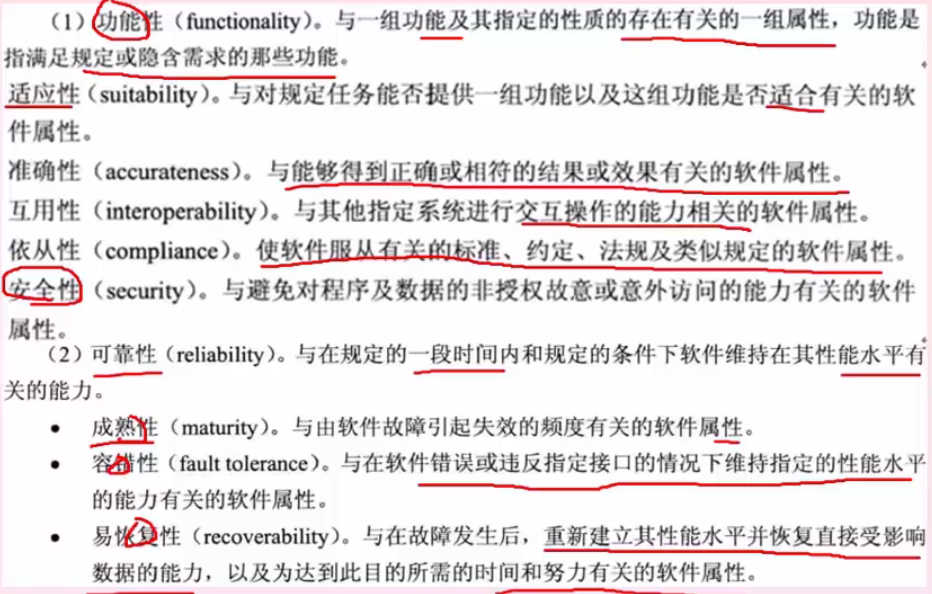 （1）功能性（functionality）。与一组功能及其指定的性质的存在有关的一组属性，功能是
指满足规定或隐含需求的那些功能。
适应性（suitability）。与对规定任务能否提供一组功能以及这组功能是否适合有关的软
件属性。
准确性（accurateness）。与能够得到正确或相符的结果或效果有关的软件属性。
互用性（interoperability）。与其他指定系统进行交互操作的能力相关的软件属性。
依从性（compliance）。使软件服从有关的标准、约定、法规及类似规定的软件属性。
安全性（security）。与避免对程序及数据的非授权故意或意外访问的能力有关的软件
属性。
（2）可靠性（reliability）。与在规定的一段时间内和规定的条件下软件维持在其性能水平有
关的能力。
• 成熟性（maturity）。与由软件故障引起失效的频度有关的软件属性。
• 容错性（fault tolerance）。与在软件错误或违反指定接口的情况下维持指定的性能水平
的能力有关的软件属性。
• 易恢复性（recoverability）。与在故障发生后，重新建立其性能水平并恢复直接受影响
数据的能力，以及为达到此目的所需的时间和努力有关的软件属性。